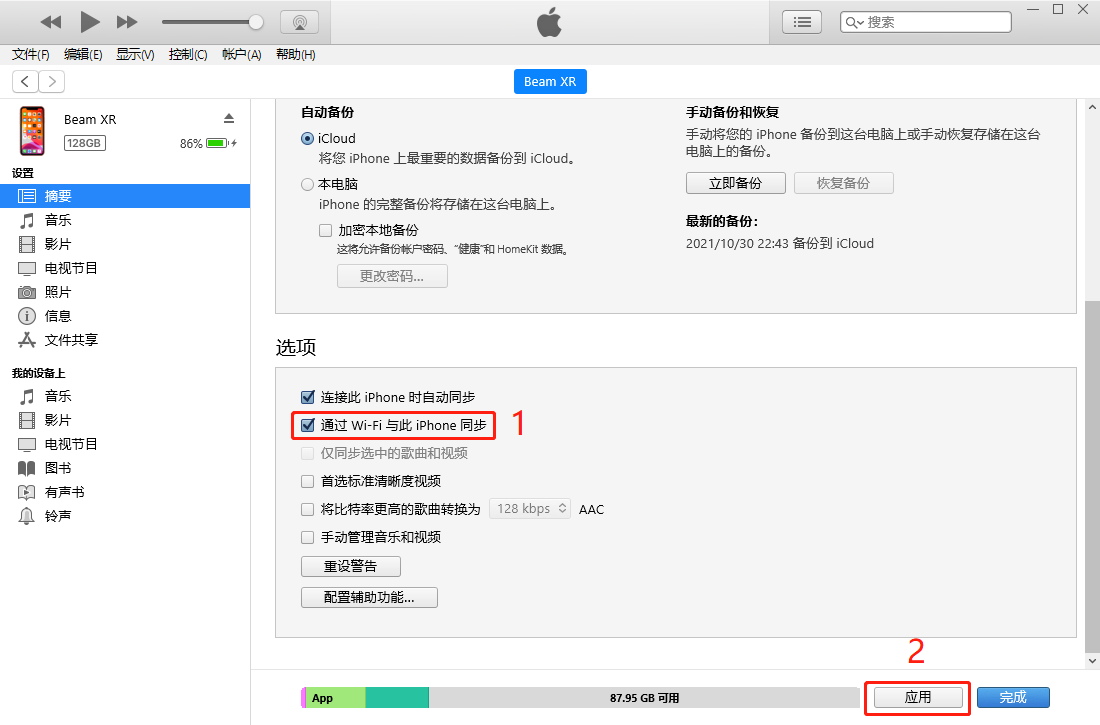 搜索
文件(F) 编辑(E) 显示(V) 控制(C) 帐户(A) 帮助(H)
Beam XR
Beam XR
128GB 86%
设置
摘要
音乐
影片
电视节目
照片
信息
文件共享
我的设备上
音乐
影片
电视节目
图书
有声书
铃声
自动备份
iCloud
将您 iPhone 上最重要的数据备份到 iCloud。
本电脑
iPhone 的完整备份将存储在这台电脑上。
加密本地备份
这将允许备份帐户密码、“健康”和 HomeKit 数据。
更改密码...
手动备份和恢复
手动将您的 iPhone 备份到这台电脑上或手动恢复存储在这台
电脑上的备份。
立即备份 恢复备份
最新的备份:
2021/10/30 22:43 备份到 iCloud
选项
连接此 iPhone 时自动同步
通过 Wi-Fi 与此 iPhone 同步 1
仅同步选中的歌曲和视频
首选标准清晰度视频
将比特率更高的歌曲转换为 128 kbps AAC
手动管理音乐和视频
重设警告
配置辅助功能...
2
App 87.95 GB 可用 应用 完成